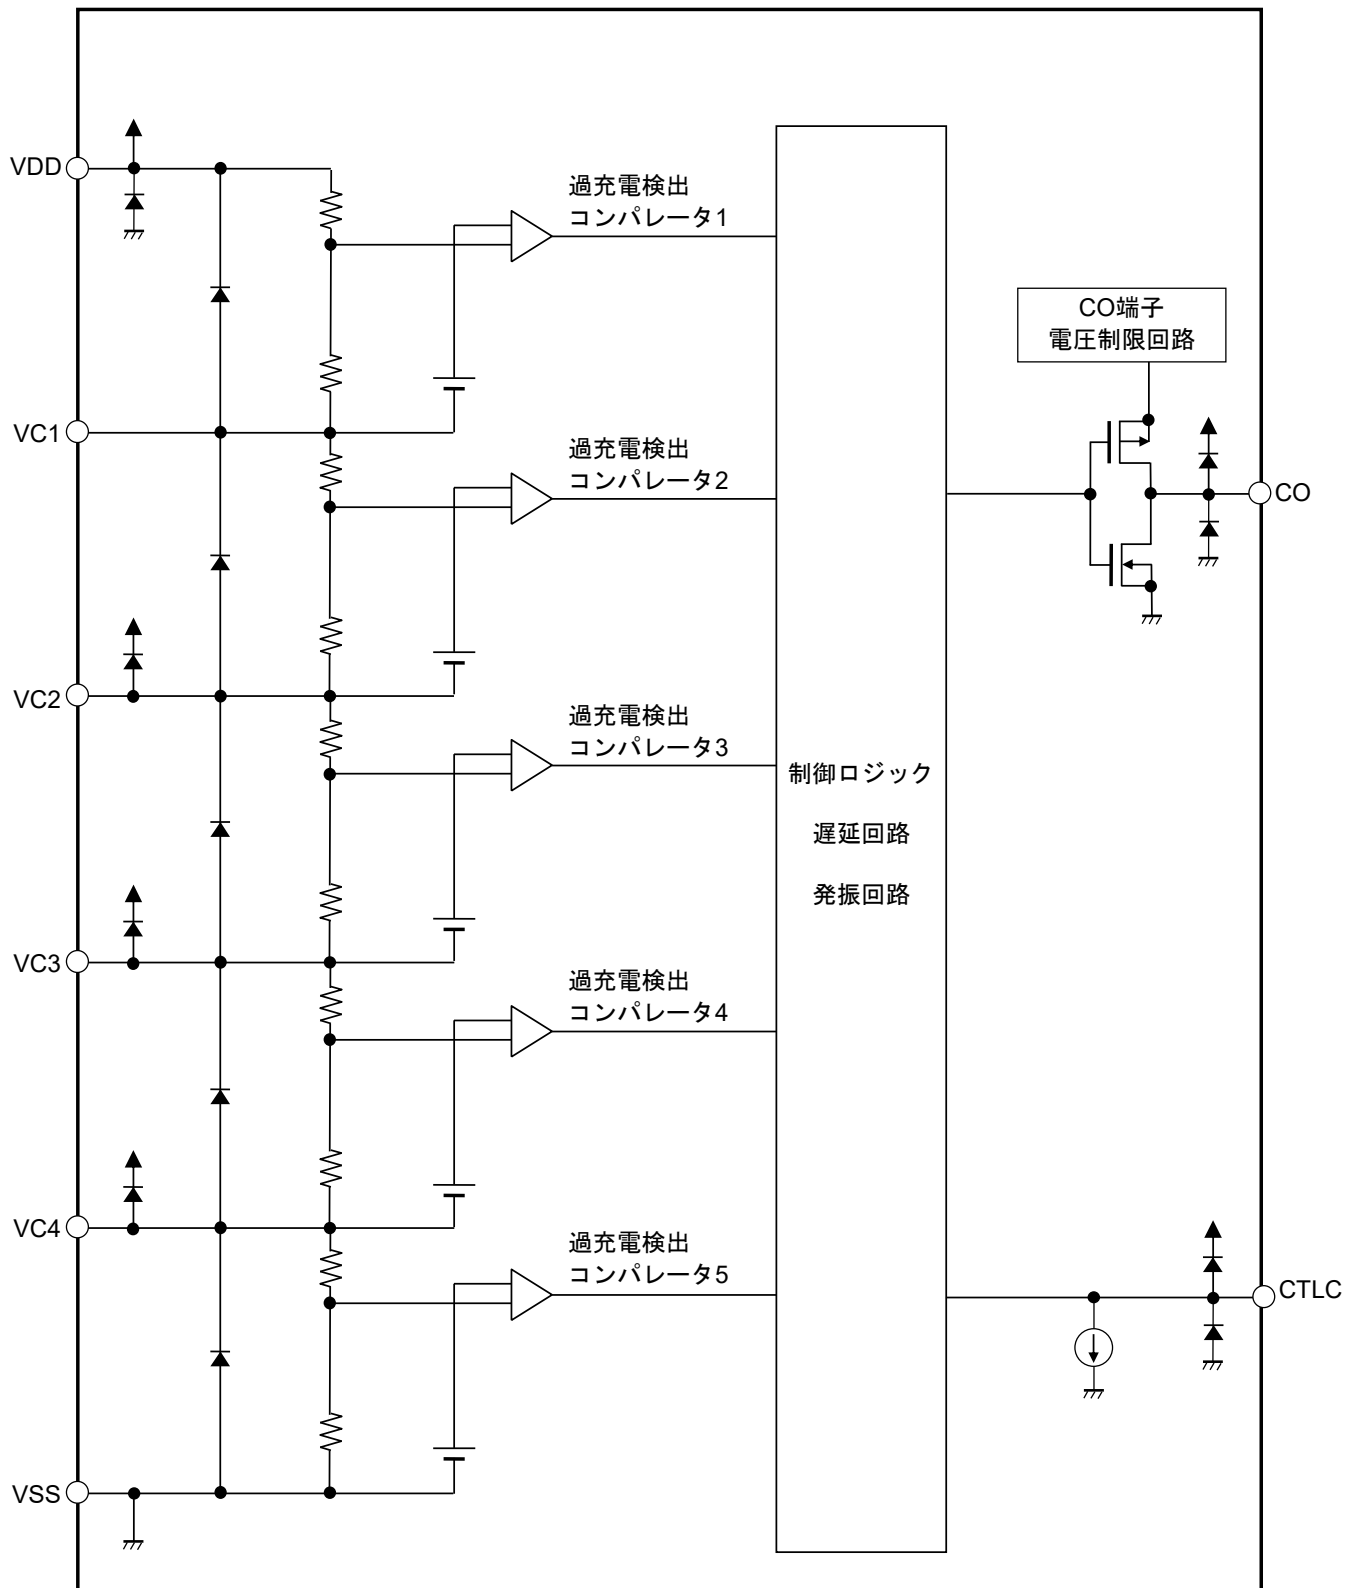 VDD
過充電検出
コンパレータ1
CO端子
電圧制限回路
VC1
過充電検出
コンパレータ2
CO
VC2
過充電検出
コンパレータ3
制御ロジック
遅延回路
発振回路
VC3
過充電検出
コンパレータ4
VC4
過充電検出
コンパレータ5
CTLC
VSS